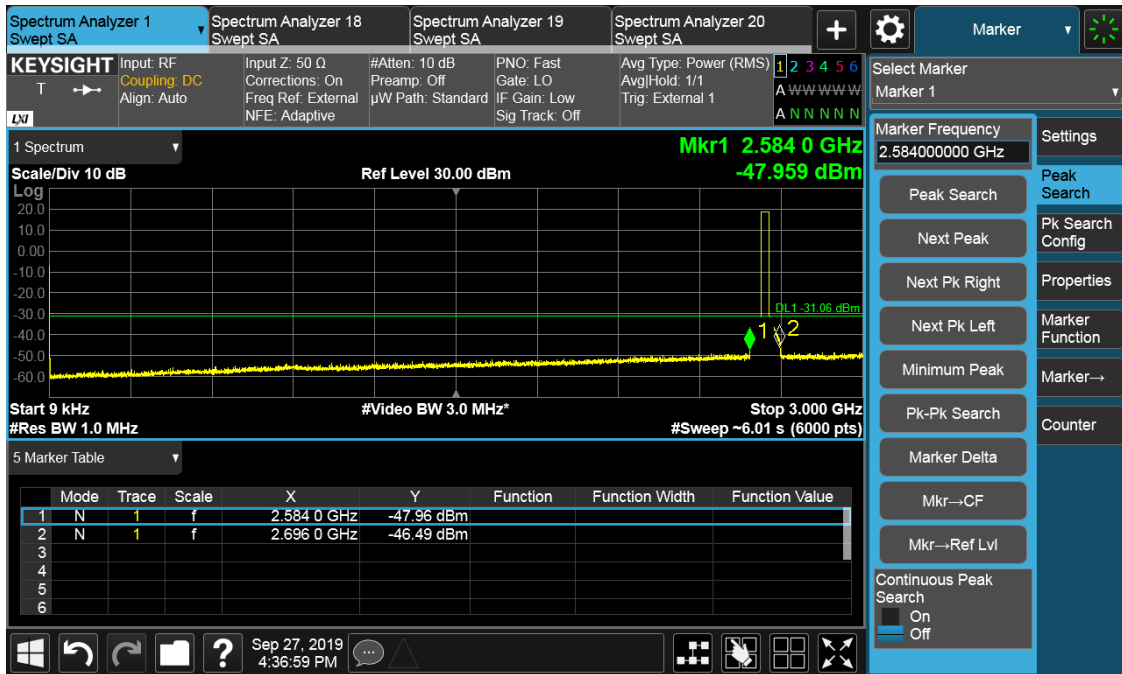 Spectrum Analyzer 1
Swept SA
Spectrum Analyzer 18
Swept SA
Spectrum Analyzer 19
Swept SA
Spectrum Analyzer 20
Swept SA
+
Marker
KEYSIGHT
T
LXI
Input: RF
Coupling: DC
Align: Auto
Input Z: 50 Ω
Corrections: On
Freq Ref: External
NFE: Adaptive
#Atten: 10 dB
Preamp: Off
µW Path: Standard
PNO: Fast
Gate: LO
IF Gain: Low
Sig Track: Off
Avg Type: Power (RMS)
Avg|Hold: 1/1
Trig: External 1
1 2 3 4 5 6
A W W W W W
A N N N N N
Select Marker
Marker 1
1 Spectrum
Mkr1 2.584 0 GHz
-47.959 dBm
Scale/Div 10 dB
Ref Level 30.00 dBm
Log
20.0
10.0
0.00
-10.0
-20.0
-30.0
-40.0
-50.0
-60.0
DL1 -31.06 dBm
1
2
Start 9 kHz
#Video BW 3.0 MHz*
Stop 3.000 GHz
#Res BW 1.0 MHz
#Sweep ~6.01 s (6000 pts)
5 Marker Table
Mode Trace Scale X Y Function Function Width Function Value
1 N 1 f 2.584 0 GHz -47.96 dBm
2 N 1 f 2.696 0 GHz -46.49 dBm
3
4
5
6
Marker Frequency
2.584000000 GHz
Peak Search
Next Peak
Next Pk Right
Next Pk Left
Minimum Peak
Pk-Pk Search
Marker Delta
Mkr→CF
Mkr→Ref Lvl
Continuous Peak
Search
On
Off
Settings
Peak
Search
Pk Search
Config
Properties
Marker
Function
Marker→
Counter
?
Sep 27, 2019
4:36:59 PM